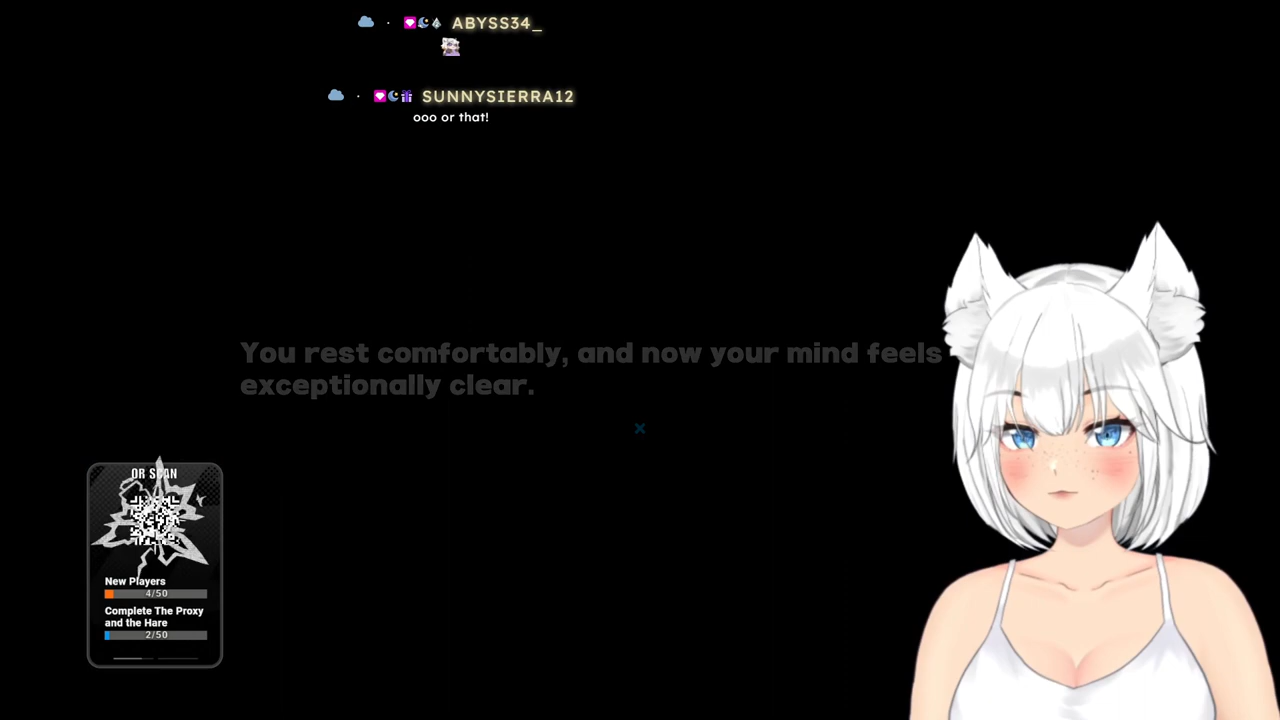 ABYSS34_
SUNNYSIERRA12
ooo or that!
You rest comfortably, and now your mind feels
exceptionally clear.
OR SCAN
New Players
4/50
Complete The Proxy
and the Hare
2/50